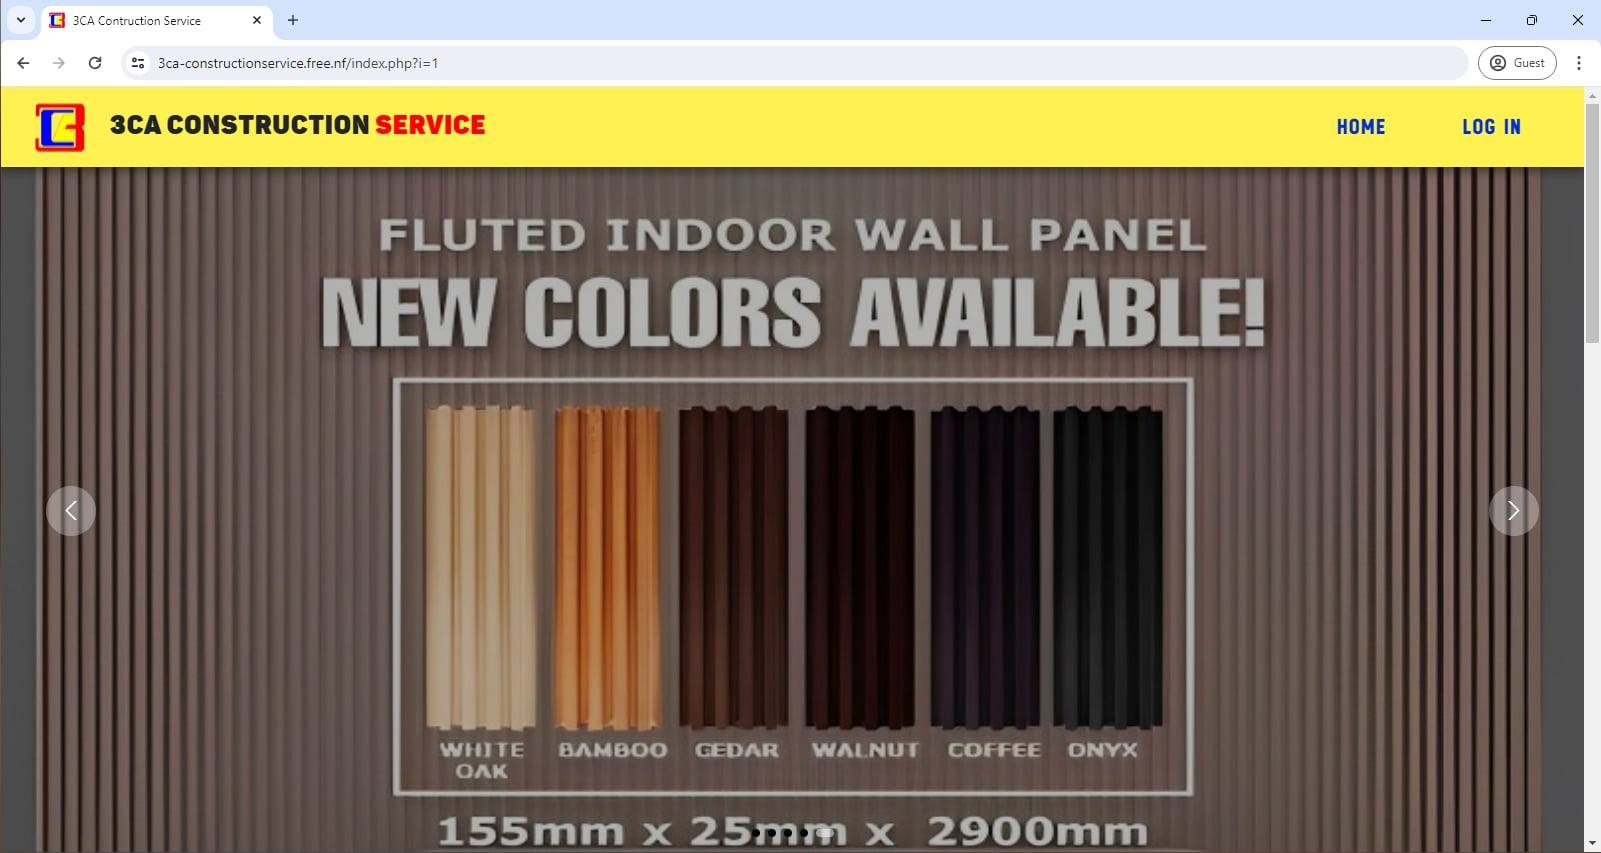 3CA Contruction Service
3ca-constructionservice.free.nf/index.php?i=1
Guest
3CA CONSTRUCTION SERVICE
HOME
LOG IN
FLUTED INDOOR WALL PANEL
NEW COLORS AVAILABLE!
WHITE OAK
BAMBOO
CEDAR
WALNUT
COFFEE
ONYX
155mm x 25mm x 2900mm